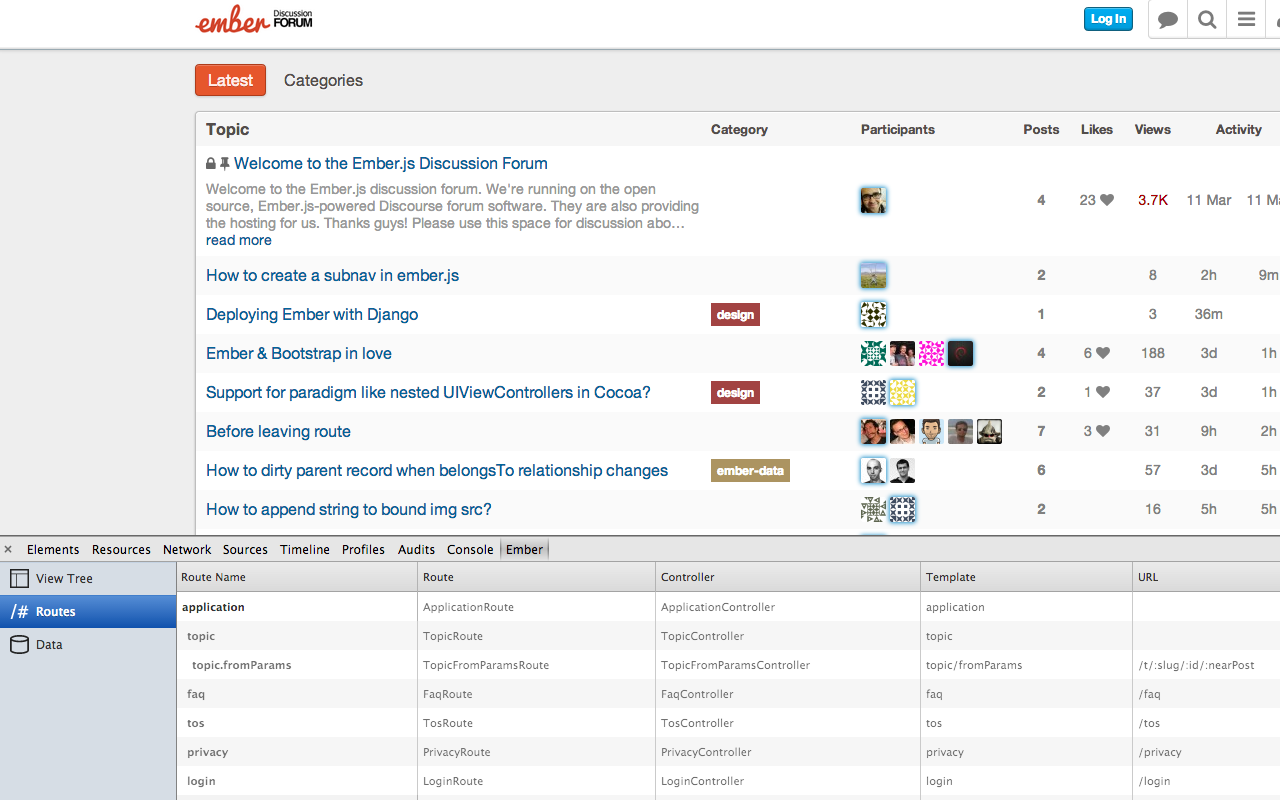 ember Discussion FORUM
Log In
Latest Categories
Topic Category Participants Posts Likes Views Activity
Welcome to the Ember.js Discussion Forum
Welcome to the Ember.js discussion forum. We're running on the open
source, Ember.js-powered Discourse forum software. They are also providing
the hosting for us. Thanks guys! Please use this space for discussion abo…
read more
4 23 3.7K 11 Mar 11 Ma
How to create a subnav in ember.js 2 8 2h 9m
Deploying Ember with Django design 1 3 36m
Ember & Bootstrap in love 4 6 188 3d 1h
Support for paradigm like nested UIViewControllers in Cocoa? design 2 1 37 3d 1h
Before leaving route 7 3 31 9h 2h
How to dirty parent record when belongsTo relationship changes ember-data 6 57 3d 5h
How to append string to bound img src? 2 16 5h 5h
× Elements Resources Network Sources Timeline Profiles Audits Console Ember
View Tree
/# Routes
Data
Route Name Route Controller Template URL
application ApplicationRoute ApplicationController application
topic TopicRoute TopicController topic
topic.fromParams TopicFromParamsRoute TopicFromParamsController topic/fromParams /t/:slug/:id/:nearPost
faq FaqRoute FaqController faq /faq
tos TosRoute TosController tos /tos
privacy PrivacyRoute PrivacyController privacy /privacy
login LoginRoute LoginController login /login